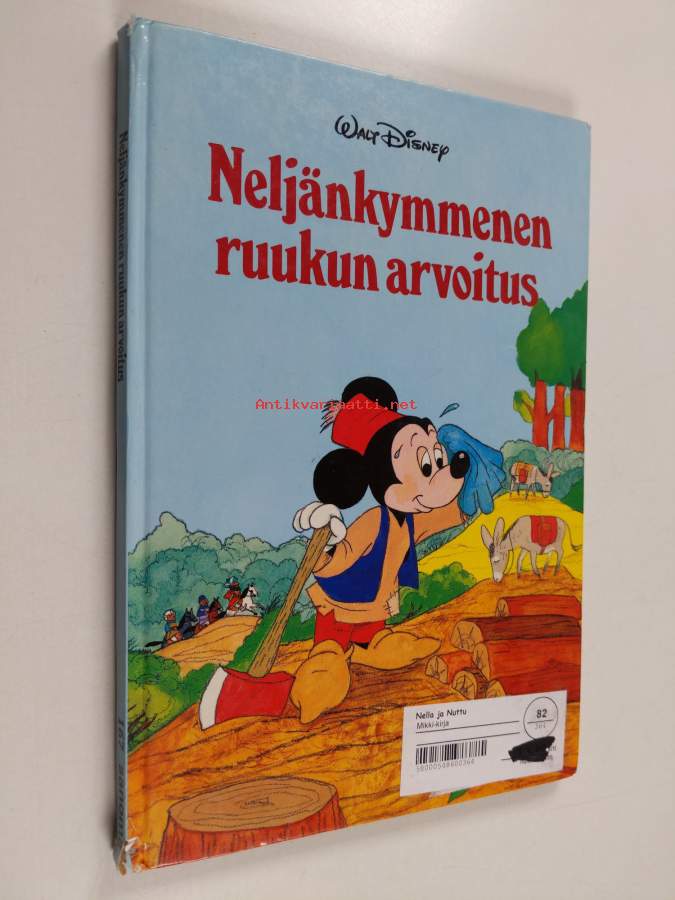 WALT DISNEY
Neljänkymmenen
ruukun arvoitus
Antikvariaatti.net
Neljänkymmenen ruukun arvoitus
Nella ja Nuttu
Mikki-kirja
82